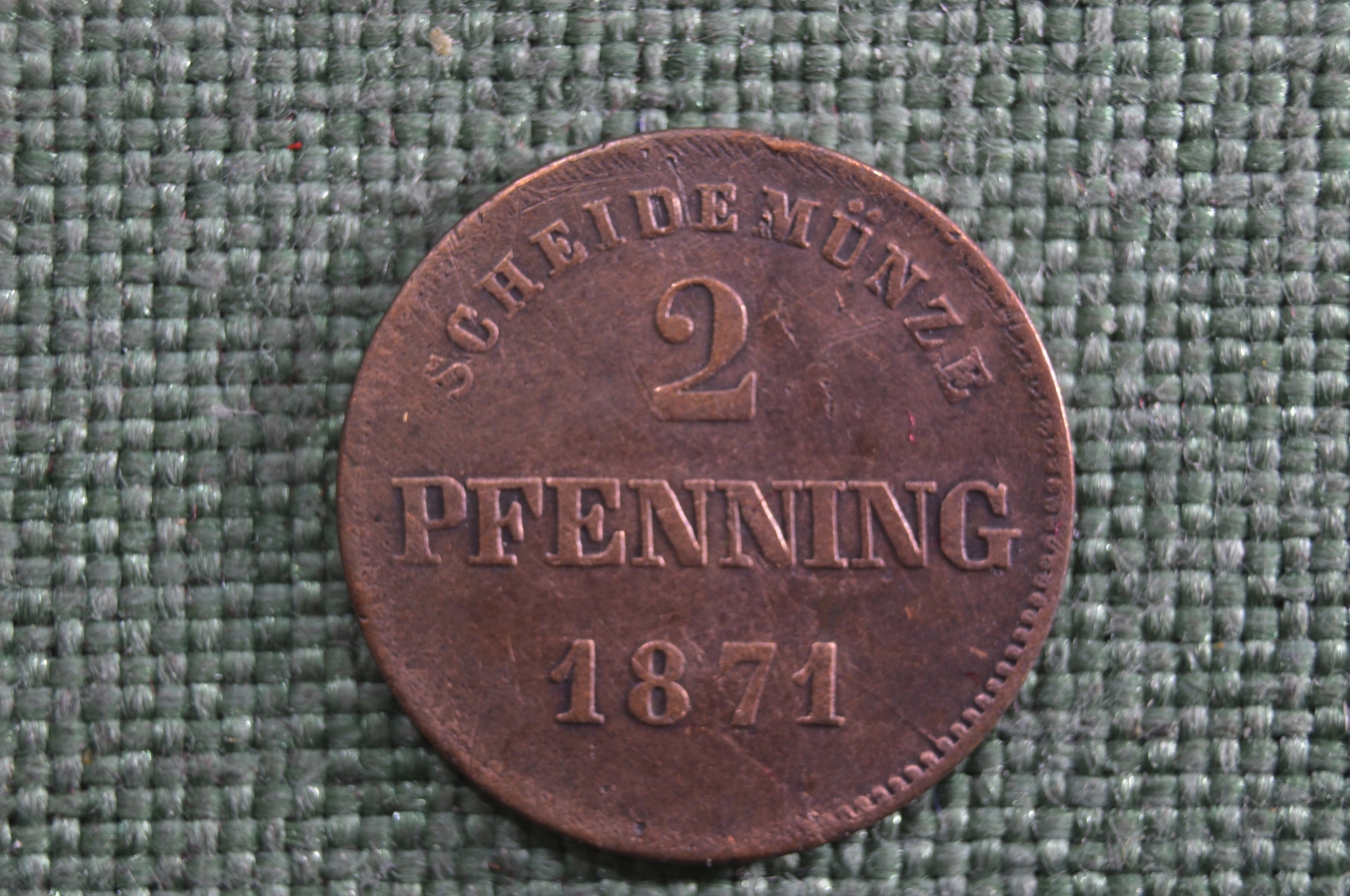 SCHEIDEMÜNZE
2
PFENNING
1871